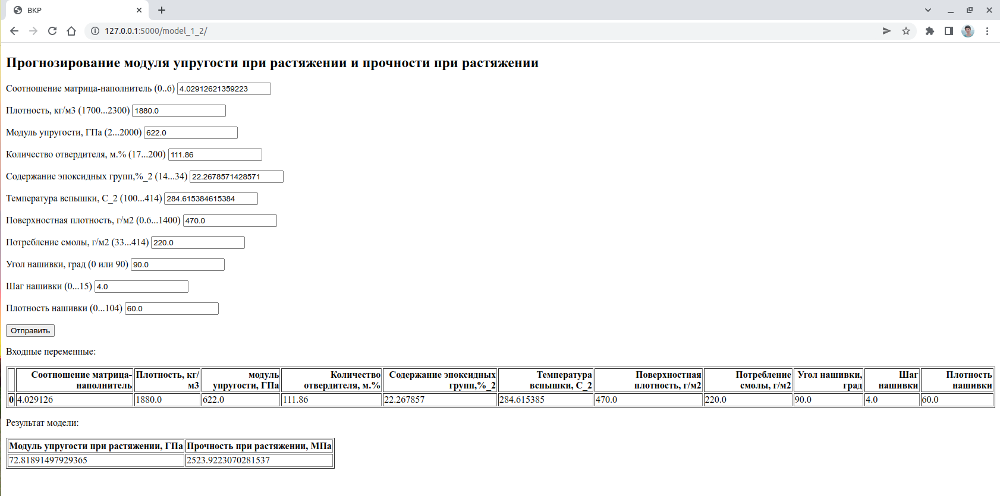 ВКР
127.0.0.1:5000/model_1_2/
Прогнозирование модуля упругости при растяжении и прочности при растяжении
Соотношение матрица-наполнитель (0..6) 4.02912621359223
Плотность, кг/м3 (1700...2300) 1880.0
Модуль упругости, ГПа (2...2000) 622.0
Количество отвердителя, м.% (17...200) 111.86
Содержание эпоксидных групп,%_2 (14...34) 22.2678571428571
Температура вспышки, С_2 (100...414) 284.615384615384
Поверхностная плотность, г/м2 (0.6...1400) 470.0
Потребление смолы, г/м2 (33...414) 220.0
Угол нашивки, град (0 или 90) 90.0
Шаг нашивки (0...15) 4.0
Плотность нашивки (0...104) 60.0
Отправить
Входные переменные:
Соотношение матрица- Плотность, кг/ модуль Количество Содержание эпоксидных Температура Поверхностная Потребление Угол нашивки, Шаг Плотность
наполнитель м3 упругости, ГПа отвердителя, м.% групп,%_2 вспышки, С_2 плотность, г/м2 смолы, г/м2 град нашивки нашивки
0 4.029126 1880.0 622.0 111.86 22.267857 284.615385 470.0 220.0 90.0 4.0 60.0
Результат модели:
Модуль упругости при растяжении, ГПа Прочность при растяжении, МПа
72.81891497929365 2523.9223070281537